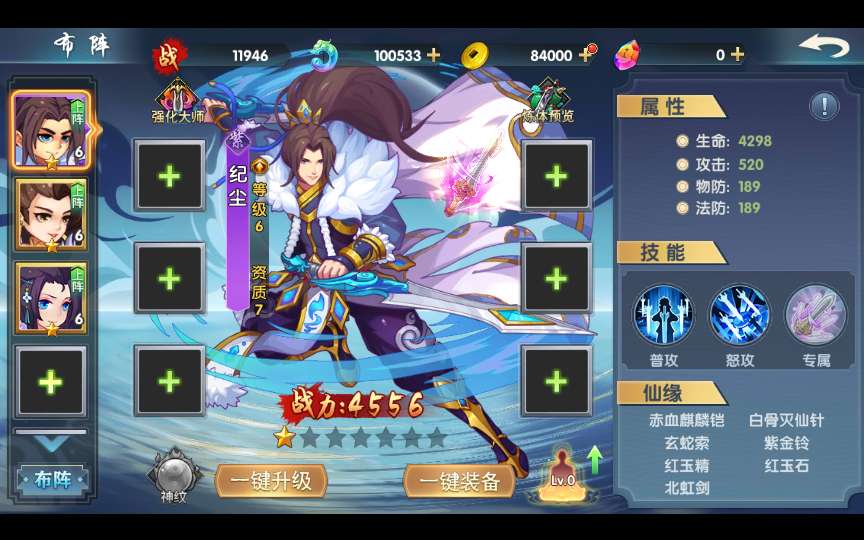 布阵
战 11946
100533
84000
0
上阵
6
上阵
6
上阵
6
布阵
强化大师
炼体预览
紫
纪尘
等级6
资质7
战力:4556
神纹
一键升级
一键装备
Lv.0
属性
!
生命: 4298
攻击: 520
物防: 189
法防: 189
技能
普攻 怒攻 专属
仙缘
赤血麒麟铠 白骨灭仙针
玄蛇索 紫金铃
红玉精 红玉石
北虹剑